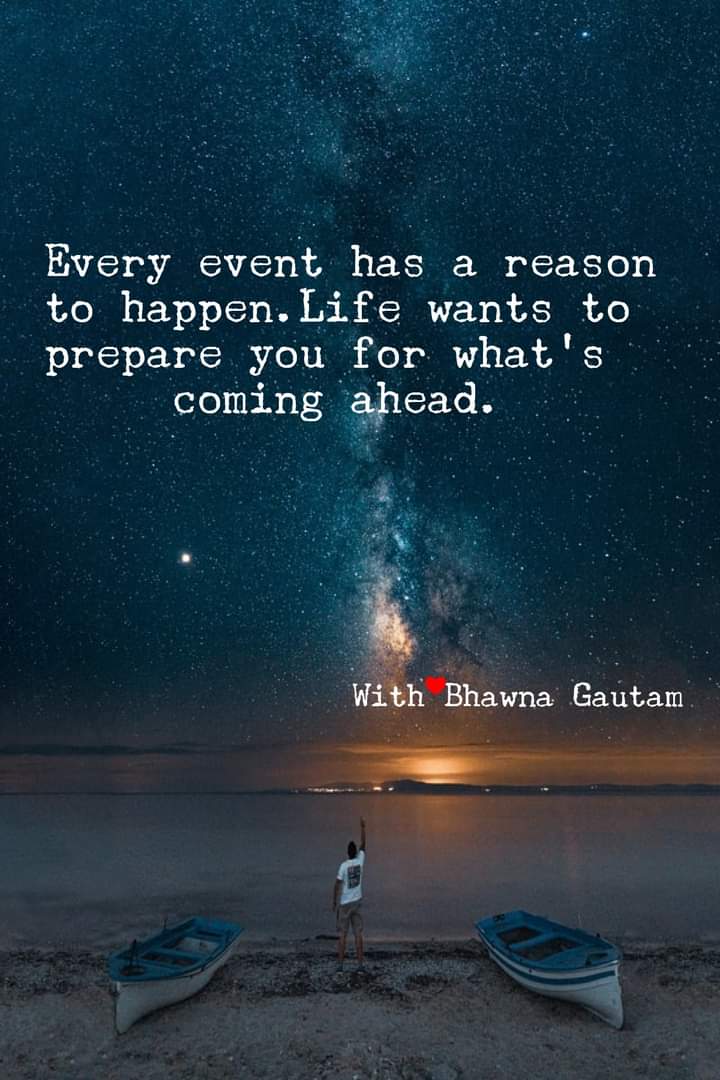 Every event has a reason
to happen.Life wants to
prepare you for what's
coming ahead.
With❤Bhawna Gautam